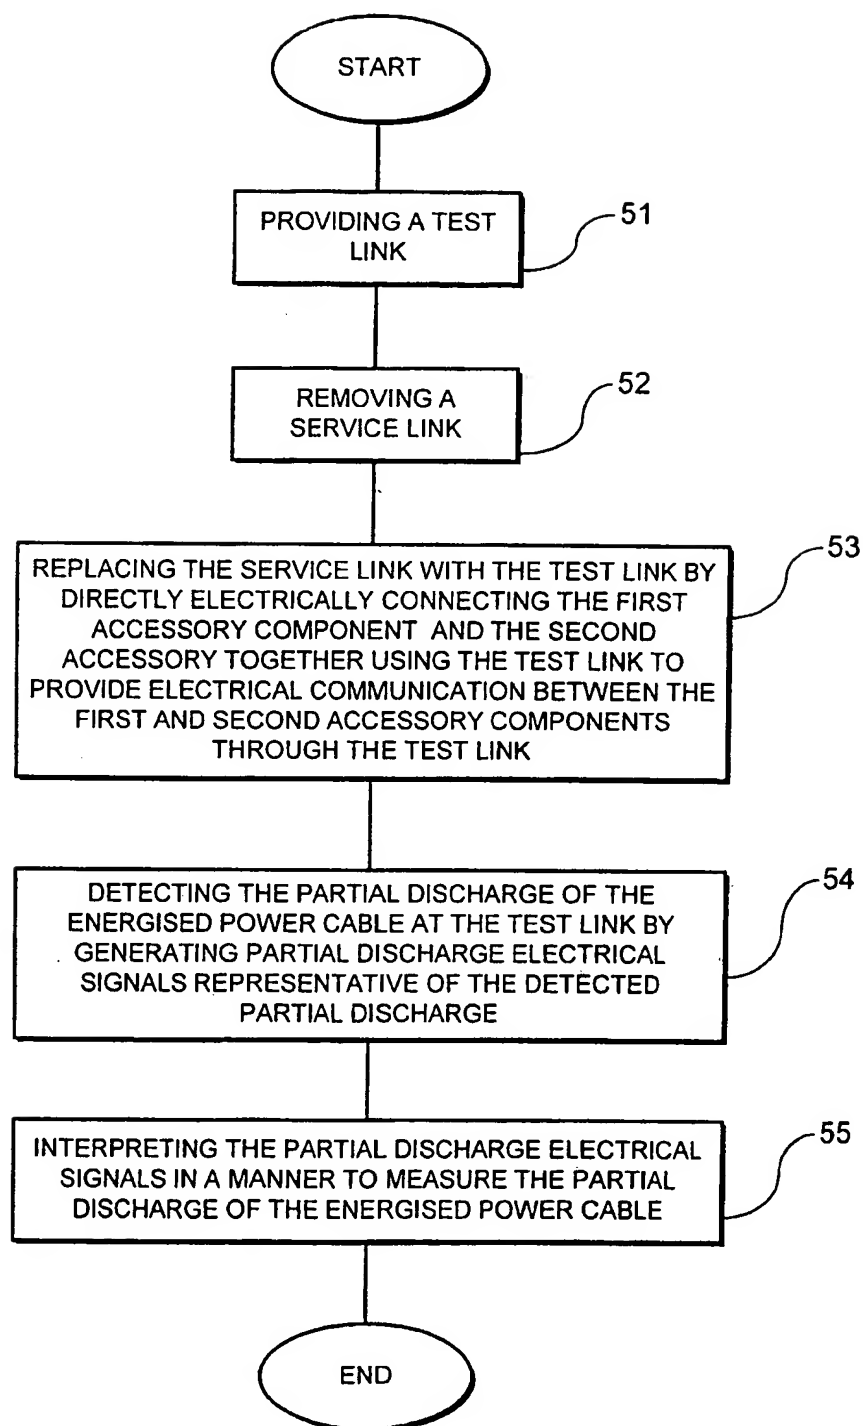 START
PROVIDING A TEST
LINK
51
REMOVING A
SERVICE LINK
52
REPLACING THE SERVICE LINK WITH THE TEST LINK BY
DIRECTLY ELECTRICALLY CONNECTING THE FIRST
ACCESSORY COMPONENT AND THE SECOND
ACCESSORY TOGETHER USING THE TEST LINK TO
PROVIDE ELECTRICAL COMMUNICATION BETWEEN THE
FIRST AND SECOND ACCESSORY COMPONENTS
THROUGH THE TEST LINK
53
DETECTING THE PARTIAL DISCHARGE OF THE
ENERGISED POWER CABLE AT THE TEST LINK BY
GENERATING PARTIAL DISCHARGE ELECTRICAL
SIGNALS REPRESENTATIVE OF THE DETECTED
PARTIAL DISCHARGE
54
INTERPRETING THE PARTIAL DISCHARGE ELECTRICAL
SIGNALS IN A MANNER TO MEASURE THE PARTIAL
DISCHARGE OF THE ENERGISED POWER CABLE
55
END